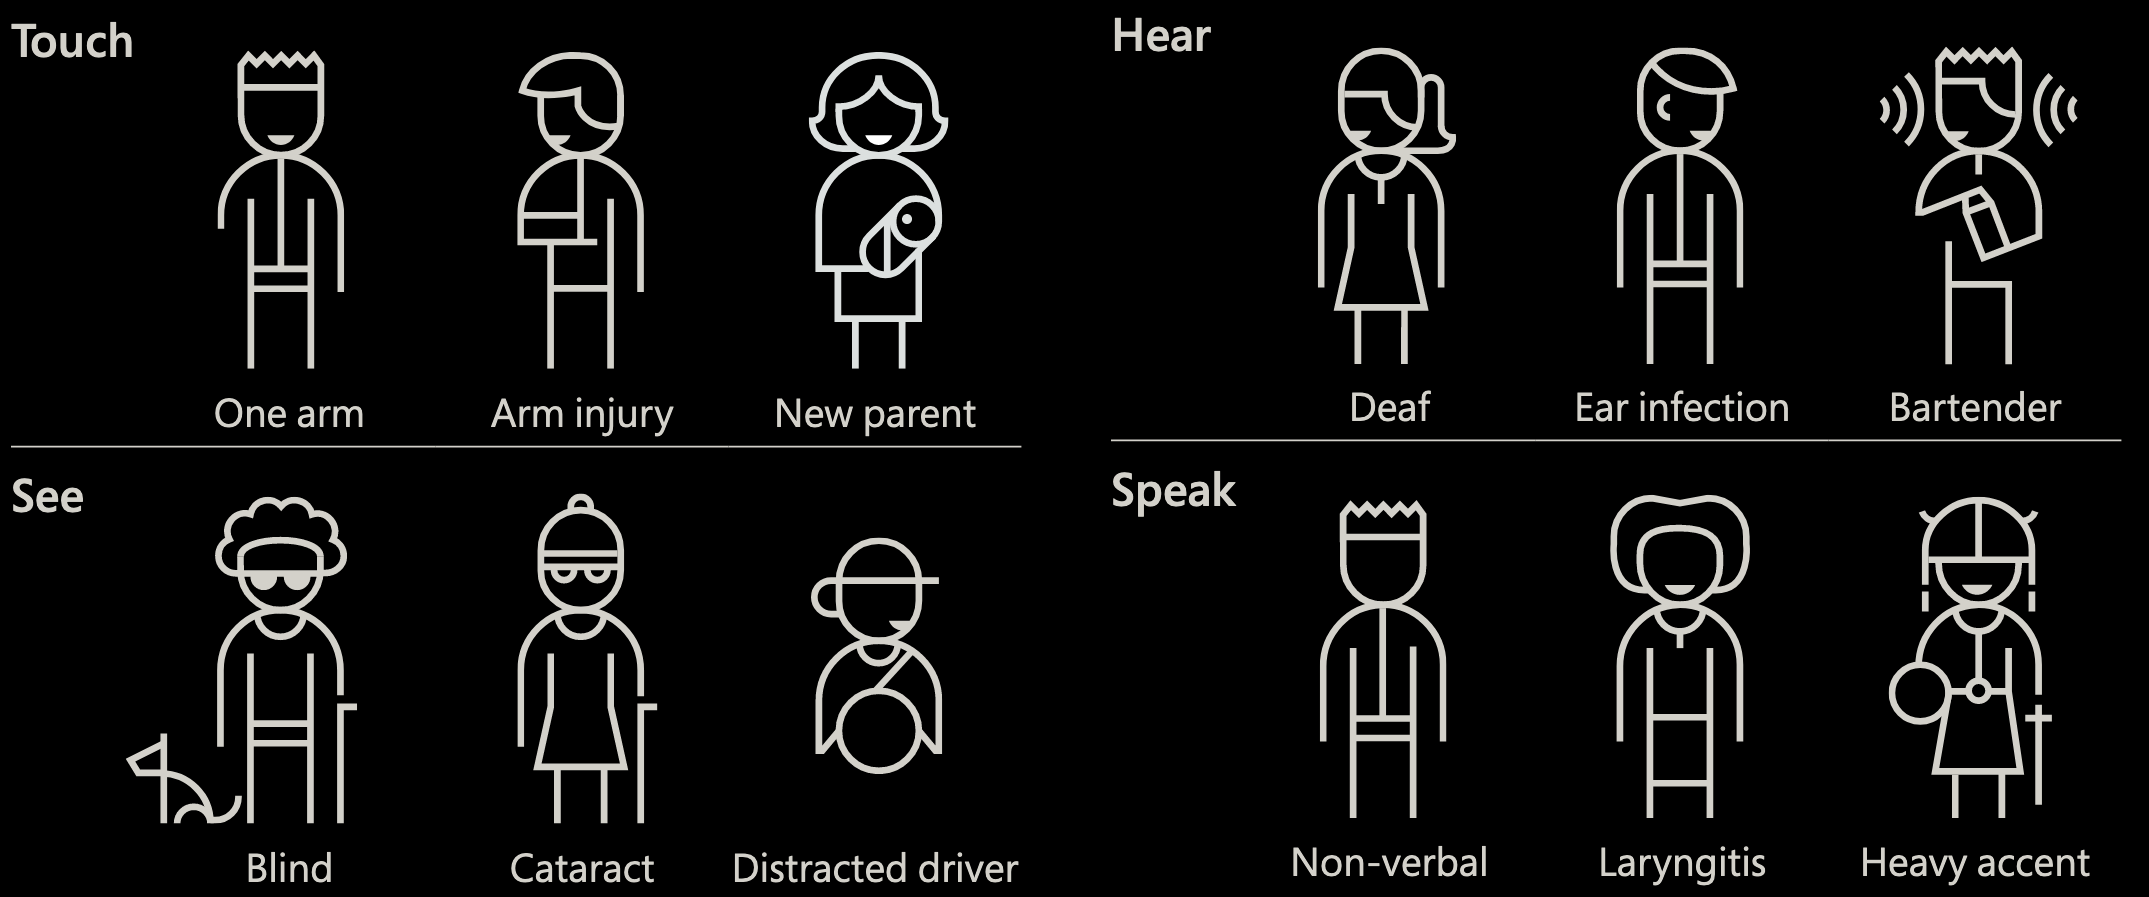 Touch
One arm
Arm injury
New parent
Hear
Deaf
Ear infection
Bartender
See
Blind
Cataract
Distracted driver
Speak
Non-verbal
Laryngitis
Heavy accent